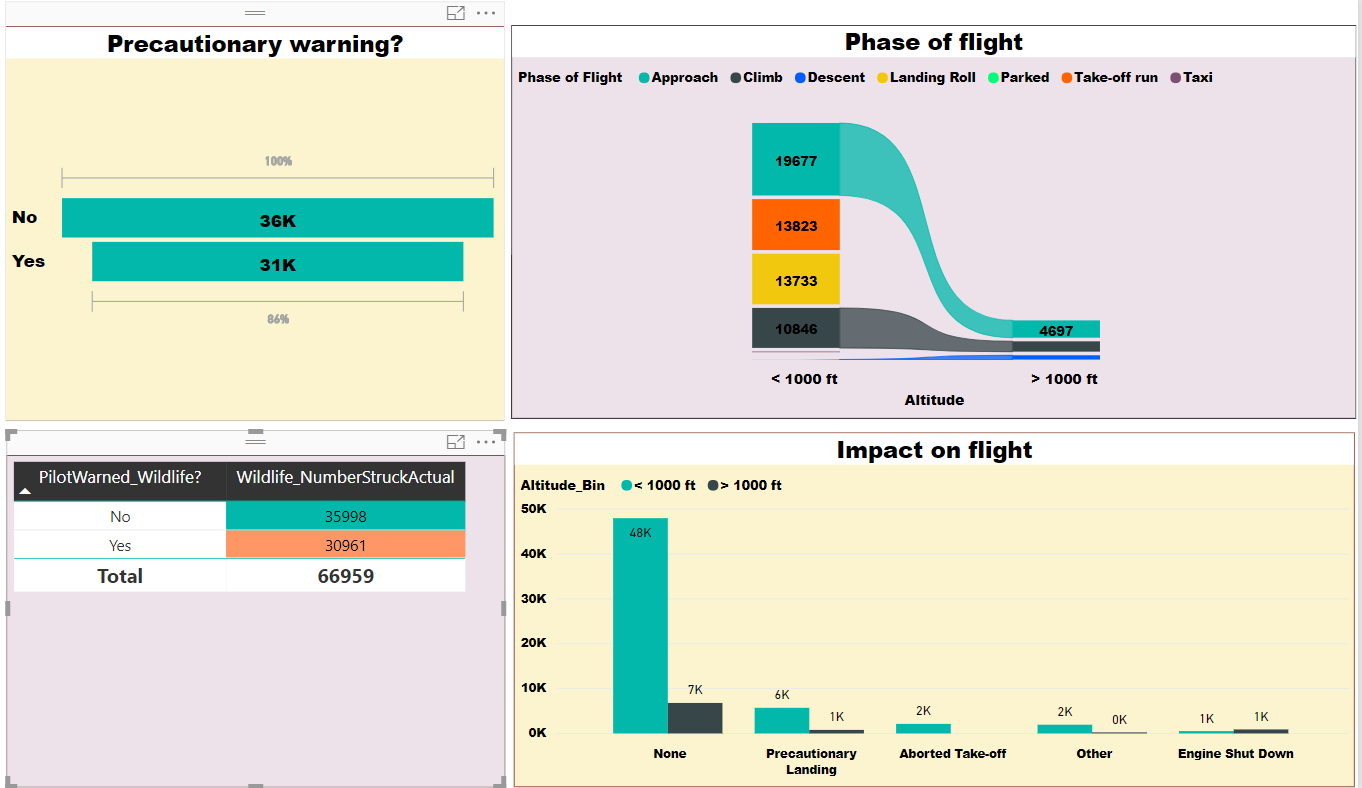 Precautionary warning?
100%
No 36K
Yes 31K
86%
Phase of flight
Phase of Flight Approach Climb Descent Landing Roll Parked Take-off run Taxi
19677
13823
13733
10846
4697
< 1000 ft > 1000 ft
Altitude
PilotWarned_Wildlife? Wildlife_NumberStruckActual
No 35998
Yes 30961
Total 66959
Impact on flight
Altitude_Bin < 1000 ft > 1000 ft
50K
40K
30K
20K
10K
0K
48K
7K
6K
1K
2K
2K
0K
1K
1K
None
Precautionary
Landing
Aborted Take-off
Other
Engine Shut Down